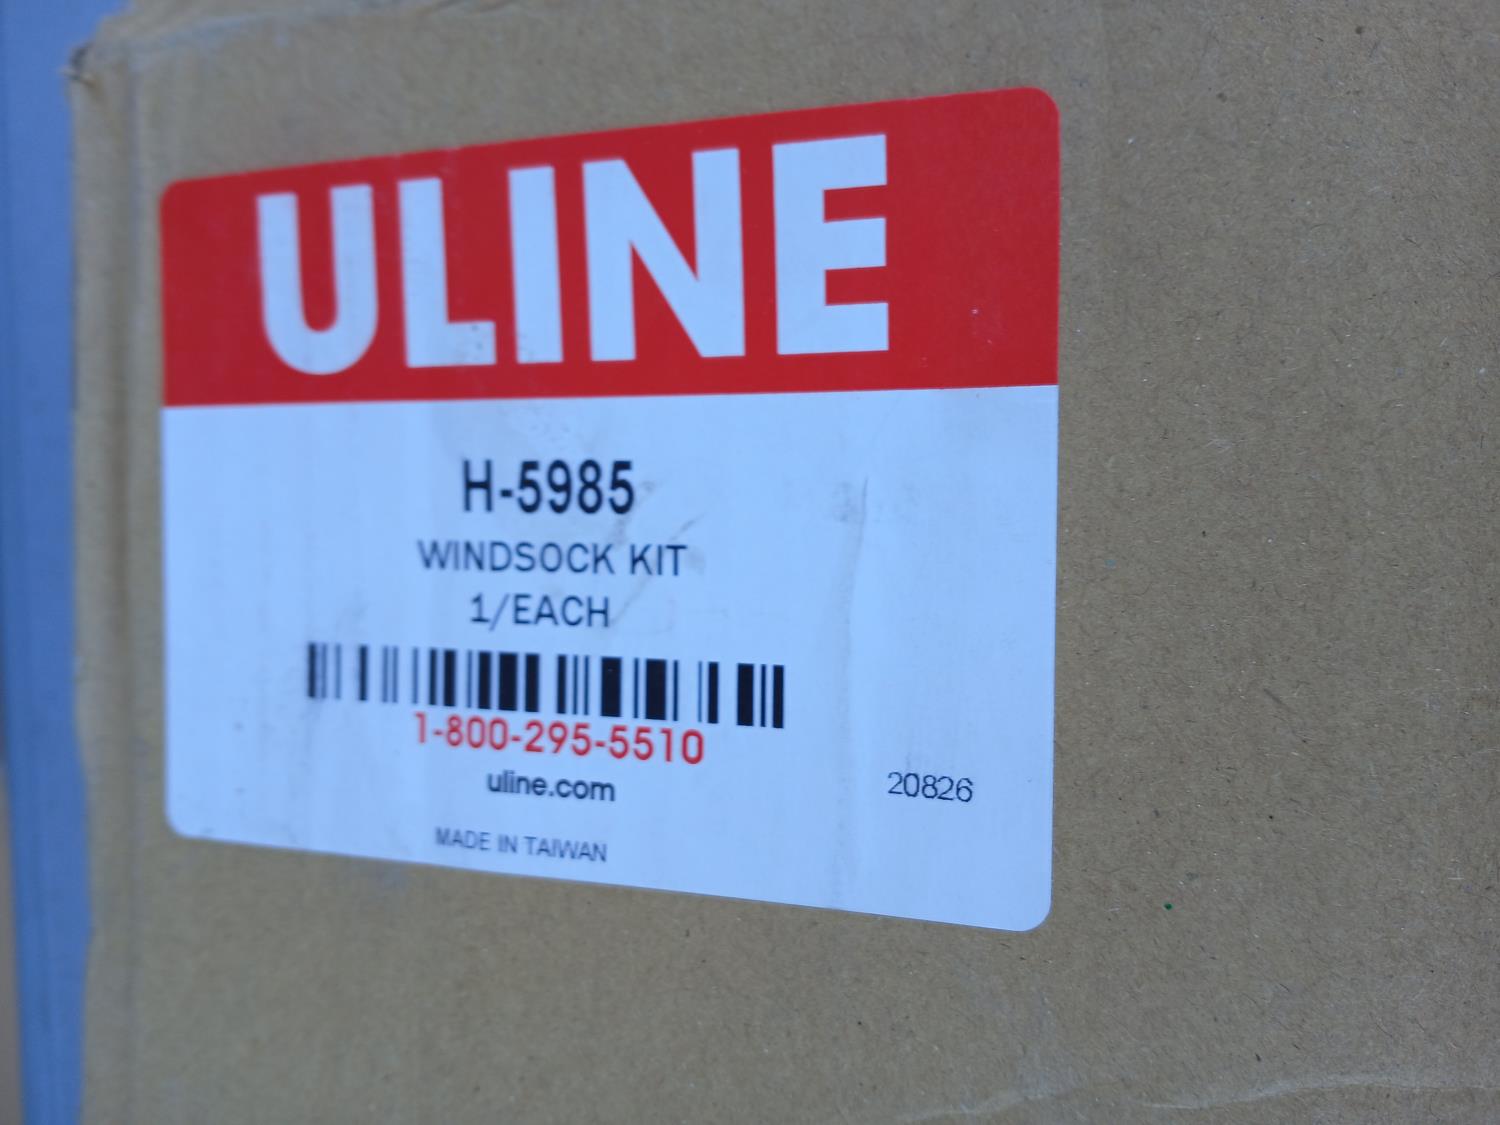 ULINE
H-5985
WINDSOCK KIT
1/EACH
1-800-295-5510
uline.com
20826
MADE IN TAIWAN